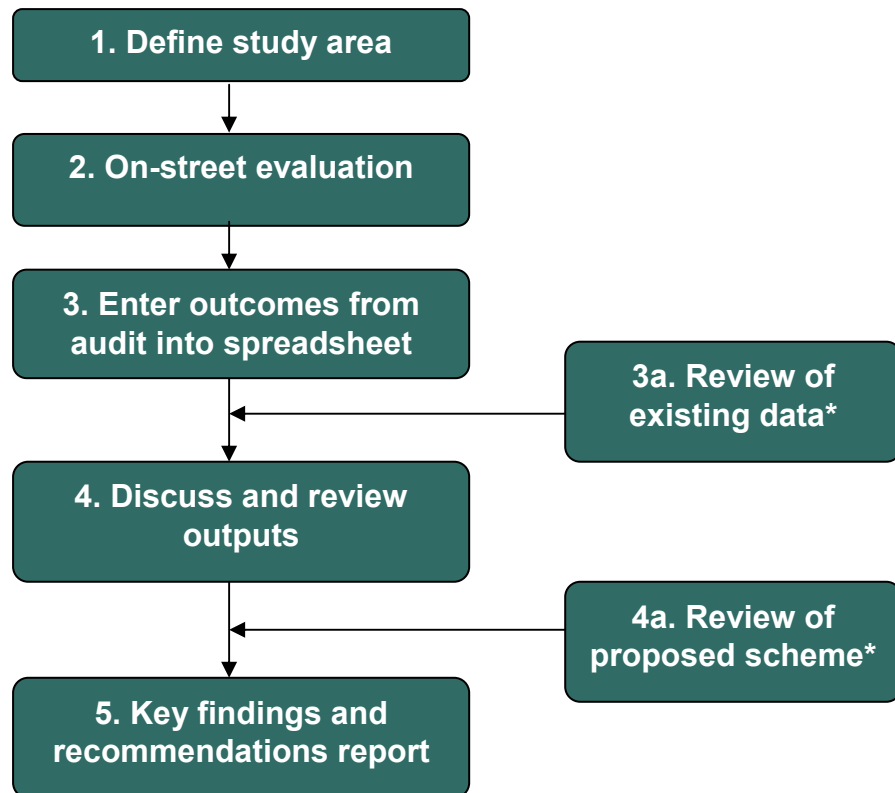 1. Define study area
2. On-street evaluation
3. Enter outcomes from
audit into spreadsheet
3a. Review of
existing data*
4. Discuss and review
outputs
4a. Review of
proposed scheme*
5. Key findings and
recommendations report